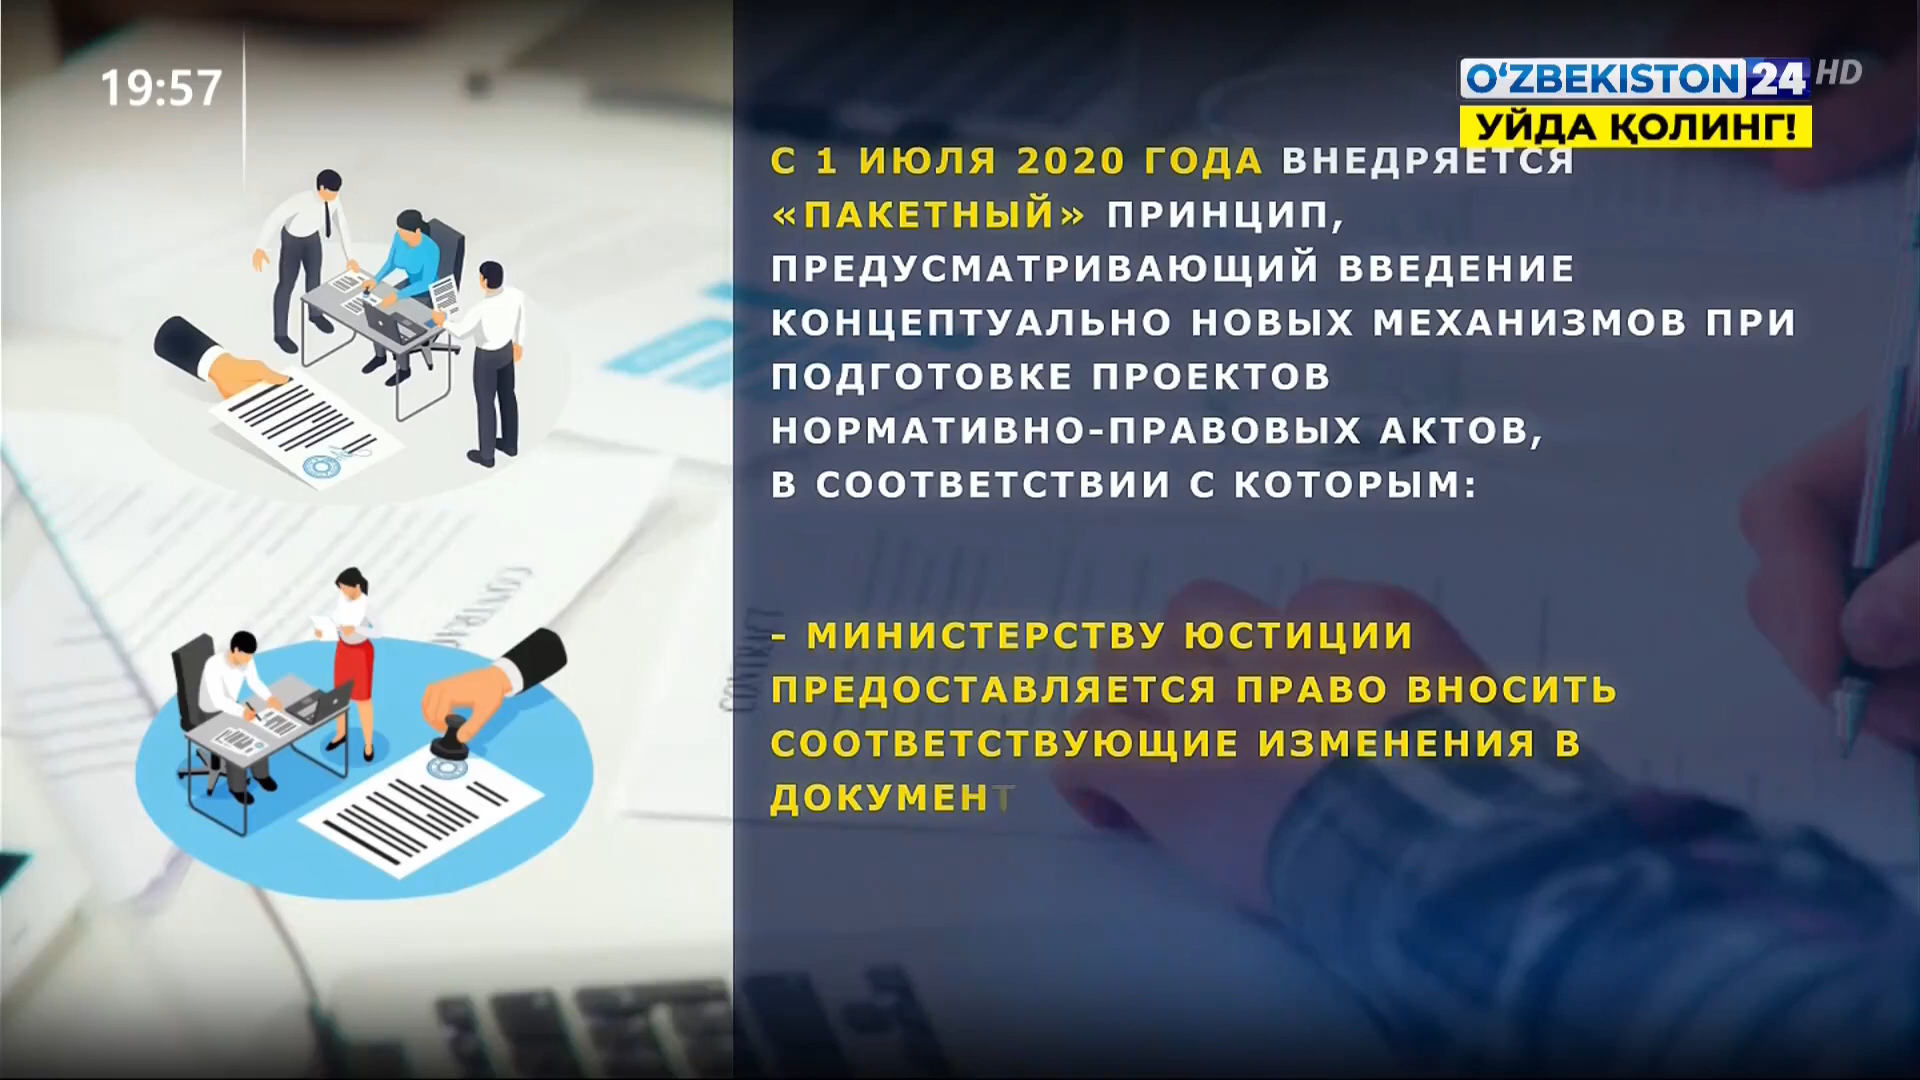 19:57
O‘ZBEKISTON 24 HD
УЙДА ҚОЛИНГ!
С 1 ИЮЛЯ 2020 ГОДА ВНЕДРЯЕТСЯ
«ПАКЕТНЫЙ» ПРИНЦИП,
ПРЕДУСМАТРИВАЮЩИЙ ВВЕДЕНИЕ
КОНЦЕПТУАЛЬНО НОВЫХ МЕХАНИЗМОВ ПРИ
ПОДГОТОВКЕ ПРОЕКТОВ
НОРМАТИВНО-ПРАВОВЫХ АКТОВ,
В СООТВЕТСТВИИ С КОТОРЫМ:
- МИНИСТЕРСТВУ ЮСТИЦИИ
ПРЕДОСТАВЛЯЕТСЯ ПРАВО ВНОСИТЬ
СООТВЕТСТВУЮЩИЕ ИЗМЕНЕНИЯ В
ДОКУМЕНТ